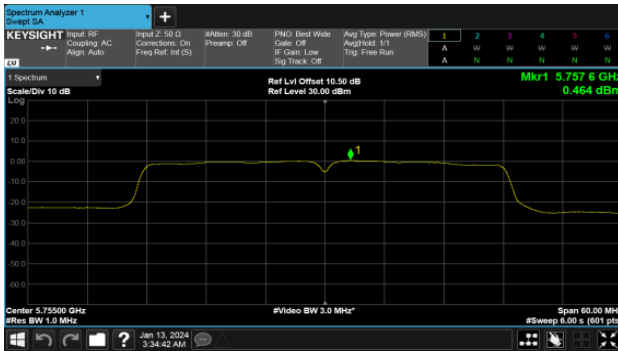 Spectrum Analyzer 1
Swept SA
KEYSIGHT
Input: RF
Coupling: AC
Align: Auto
Input Z: 50 Ω
Corrections: On
Freq Ref: Int (S)
#Atten: 30 dB
Preamp: Off
PNO: Best Wide
Gate: Off
IF Gain: Low
Sig Track: Off
Avg Type: Power (RMS)
Avg|Hold: 1/1
Trig: Free Run
1 2 3 4 5 6
A W W W W W
A N N N N N
LXI
1 Spectrum
Scale/Div 10 dB
Log
Ref Lvl Offset 10.50 dB
Ref Level 30.00 dBm
Mkr1 5.757 6 GHz
0.464 dBm
20.0
10.0
0.00
-10.0
-20.0
-30.0
-40.0
-50.0
-60.0
1
Center 5.75500 GHz
#Res BW 1.0 MHz
#Video BW 3.0 MHz*
Span 60.00 MHz
#Sweep 6.00 s (601 pts)
?
Jan 13, 2024
3:34:42 AM